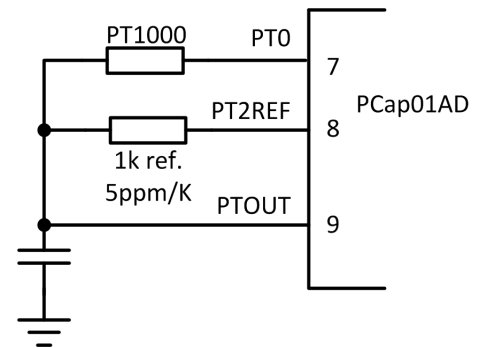 PT1000
PT0
7
PCap01AD
PT2REF
8
1k ref.
5ppm/K
PTOUT
9